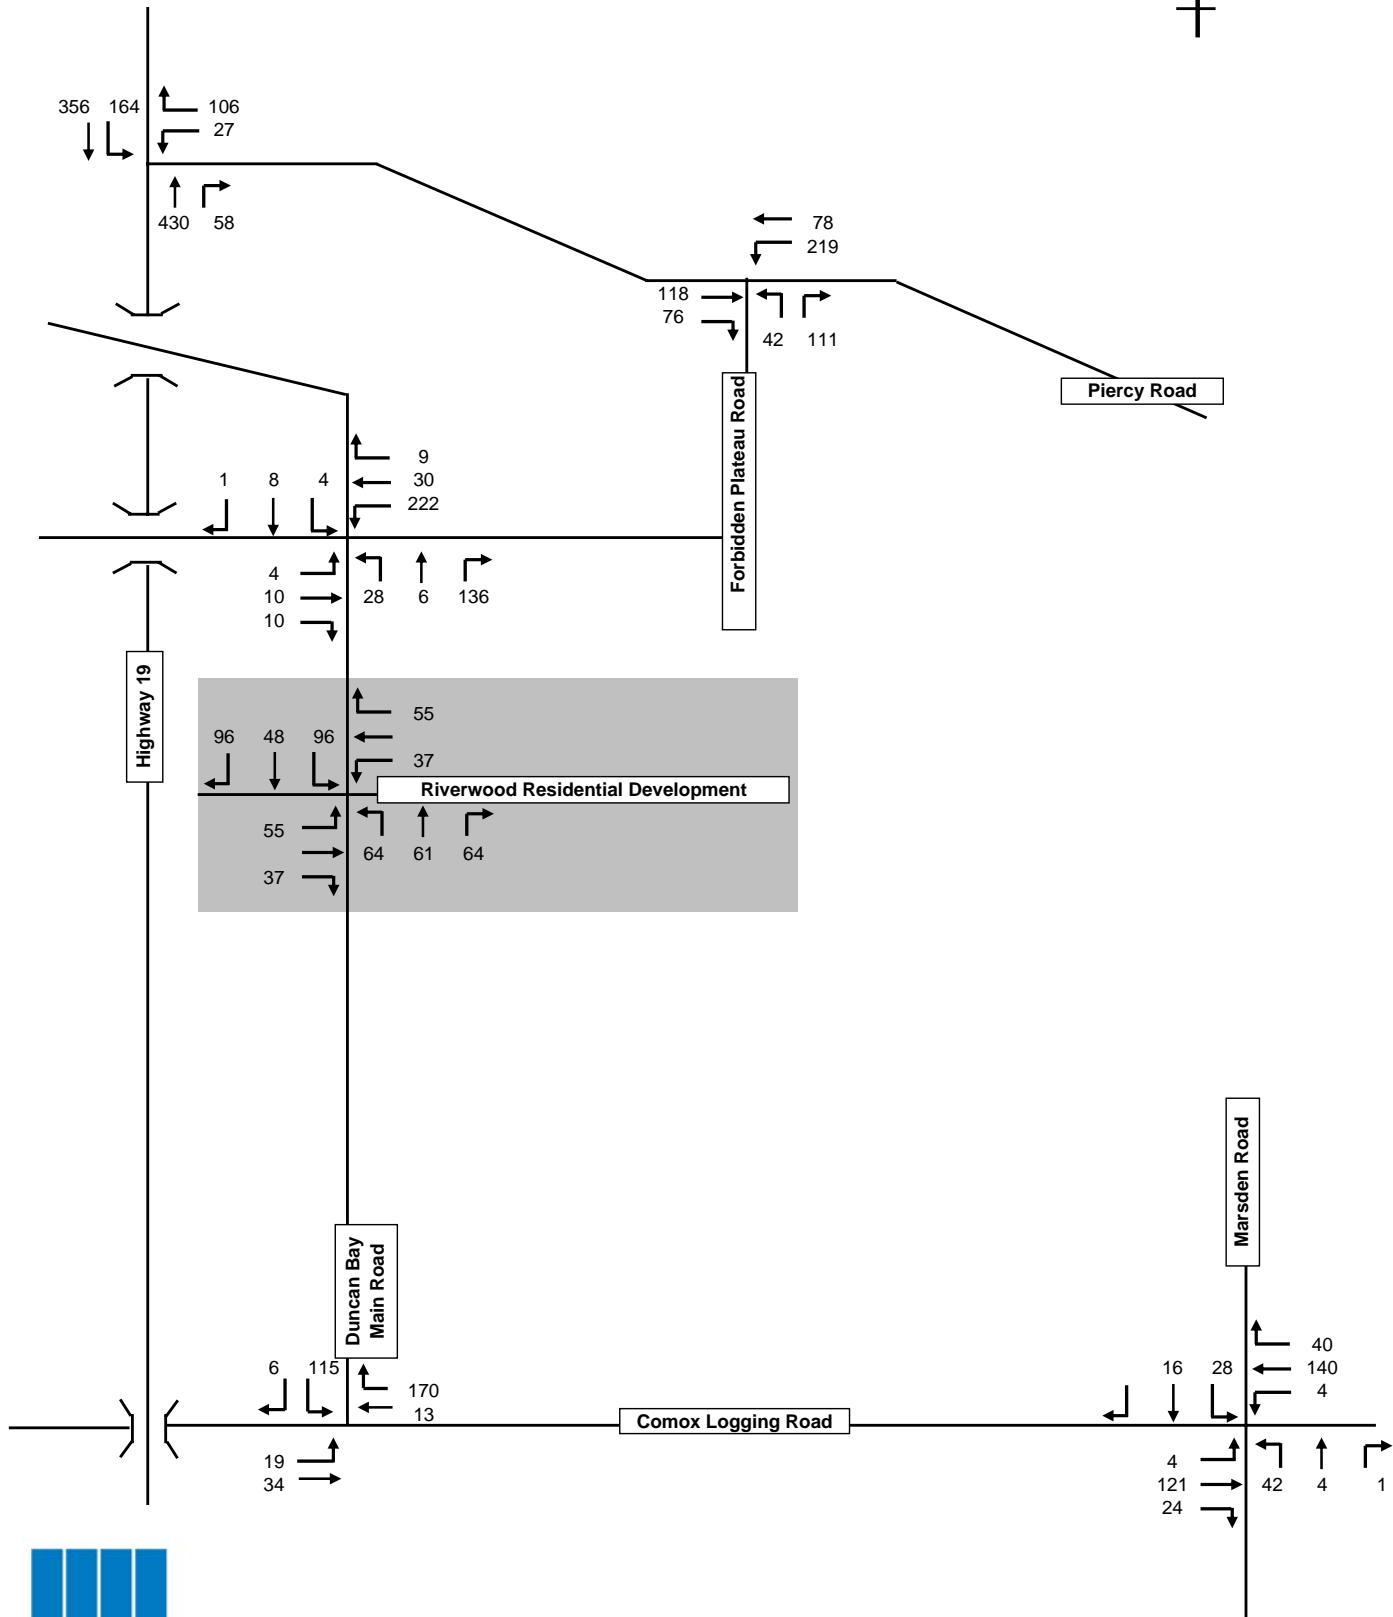 356 164 106
27
430 58
78
219
118
76
42 111
Piercy Road
Forbidden Plateau Road
9
1 8 4 30
222
4
10 28 6 136
10
Highway 19
55
96 48 96
37
Riverwood Residential Development
55
64 61 64
37
Marsden Road
Duncan Bay
Main Road
40
6 115 16 28 140
170 4
13
Comox Logging Road
19 4
34 121 42 4 1
24